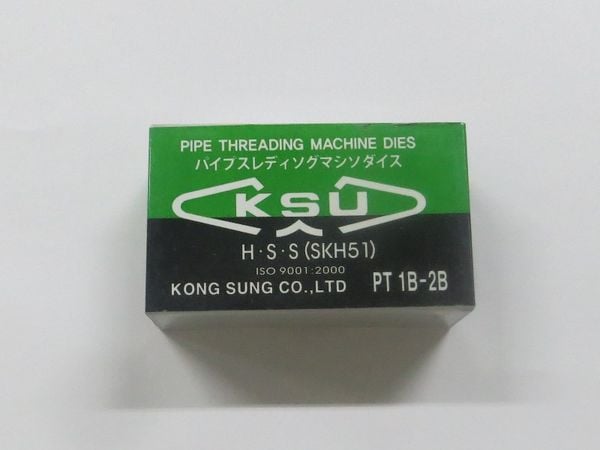 PIPE THREADING MACHINE DIES
パイプスレディソグマシソダイス
KSU
H·S·S (SKH51)
ISO 9001:2000
KONG SUNG CO.,LTD
PT 1B-2B